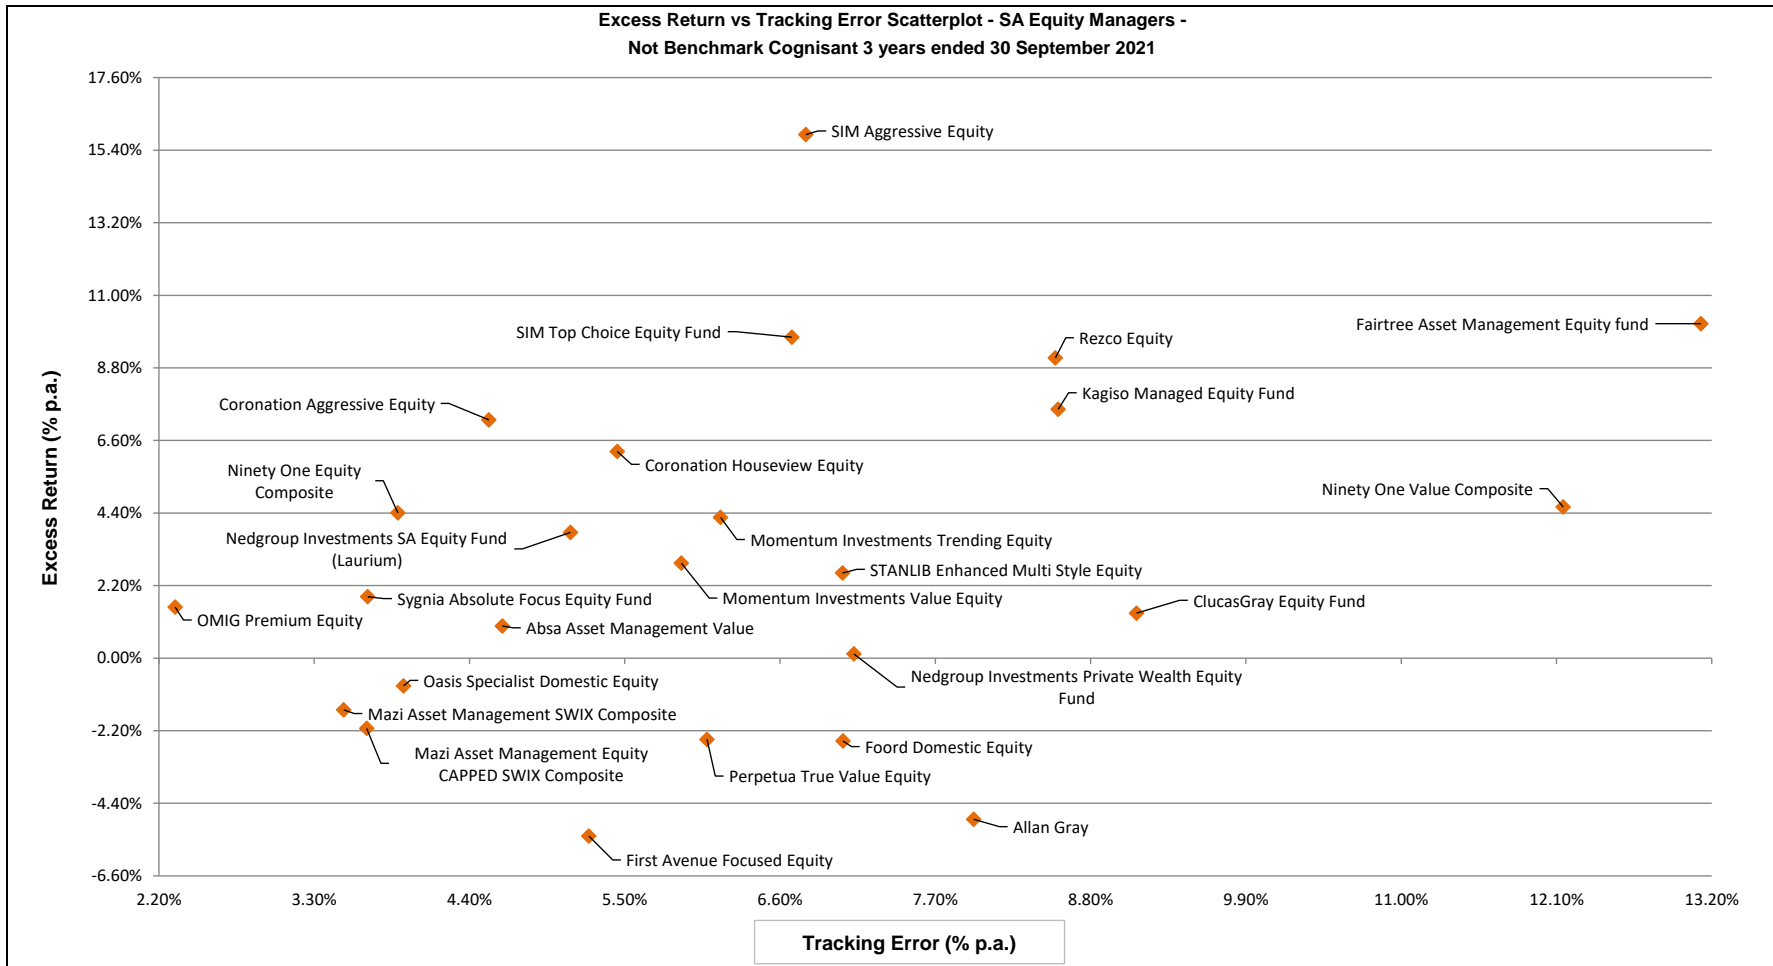 Excess Return vs Tracking Error Scatterplot - SA Equity Managers -
Not Benchmark Cognisant 3 years ended 30 September 2021
Excess Return (% p.a.)
17.60%
15.40%
13.20%
11.00%
8.80%
6.60%
4.40%
2.20%
0.00%
-2.20%
-4.40%
-6.60%
SIM Aggressive Equity
Fairtree Asset Management Equity fund
SIM Top Choice Equity Fund
Rezco Equity
Kagiso Managed Equity Fund
Coronation Aggressive Equity
Coronation Houseview Equity
Ninety One Equity
Composite
Ninety One Value Composite
Nedgroup Investments SA Equity Fund
(Laurium)
Momentum Investments Trending Equity
STANLIB Enhanced Multi Style Equity
Momentum Investments Value Equity
Sygnia Absolute Focus Equity Fund
ClucasGray Equity Fund
OMIG Premium Equity
Absa Asset Management Value
Oasis Specialist Domestic Equity
Nedgroup Investments Private Wealth Equity
Fund
Mazi Asset Management SWIX Composite
Foord Domestic Equity
Mazi Asset Management Equity
CAPPED SWIX Composite
Perpetua True Value Equity
Allan Gray
First Avenue Focused Equity
2.20%
3.30%
4.40%
5.50%
6.60%
7.70%
8.80%
9.90%
11.00%
12.10%
13.20%
Tracking Error (% p.a.)